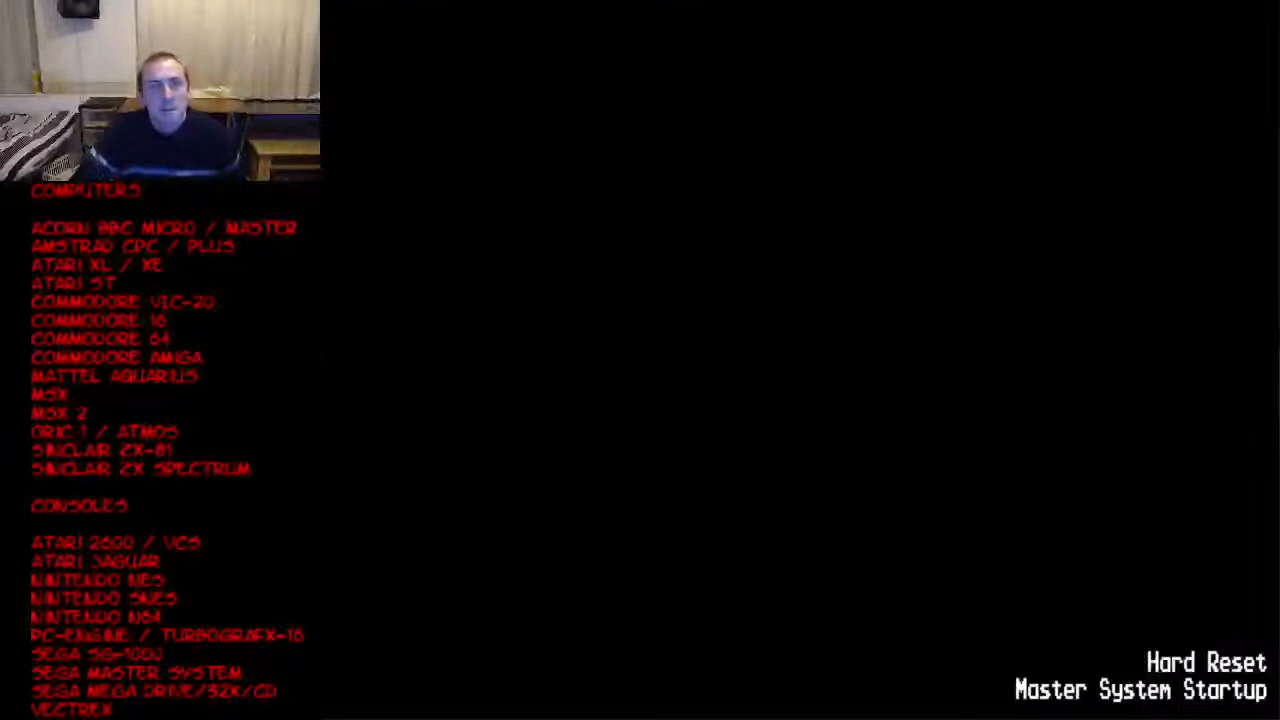 COMPUTERS
ACORN BBC MICRO / MASTER
AMSTRAD CPC / PLUS
ATARI XL / XE
ATARI ST
COMMODORE VIC-20
COMMODORE 16
COMMODORE 64
COMMODORE AMIGA
MATTEL AQUARIUS
MSX
MSX 2
ORIC 1 / ATMOS
SINCLAIR ZX-81
SINCLAIR ZX SPECTRUM
CONSOLES
ATARI 2600 / VCS
ATARI JAGUAR
NINTENDO NES
NINTENDO SNES
NINTENDO N64
PC-ENGINE / TURBOGRAFX-16
SEGA SG-1000
SEGA MASTER SYSTEM
SEGA MEGA DRIVE/32X/CD
VECTREX
Hard Reset
Master System Startup